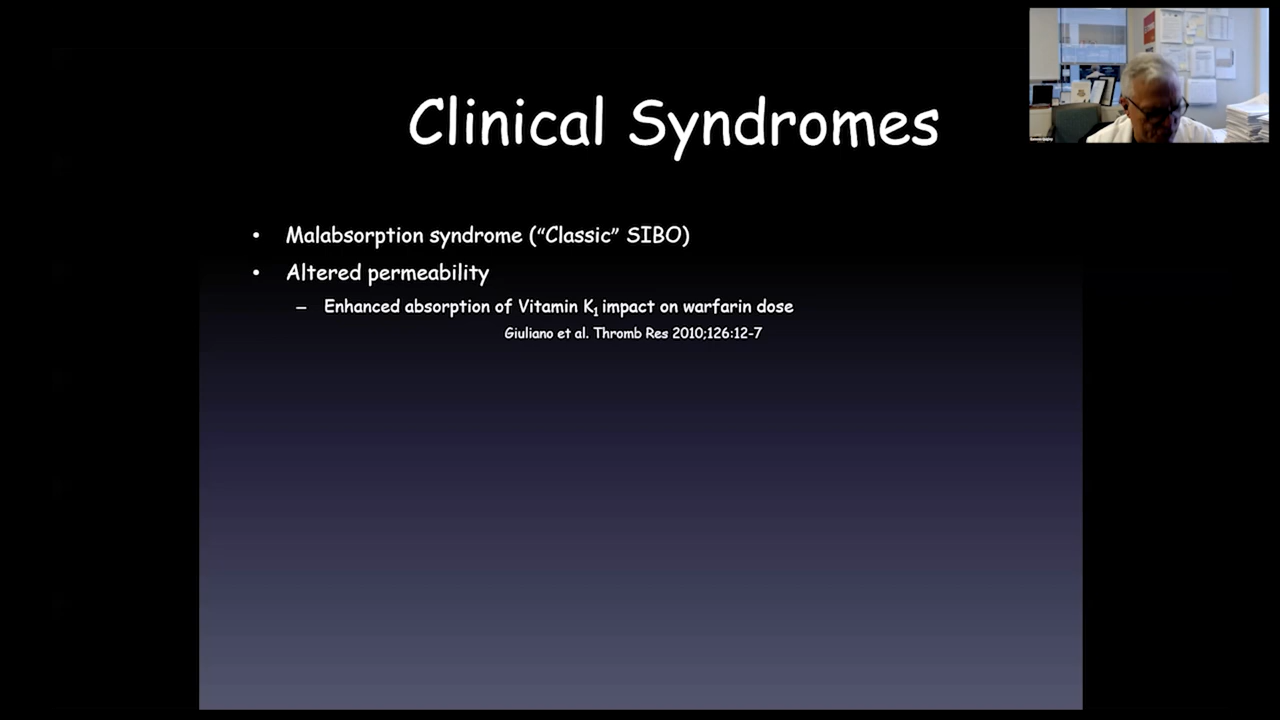 Clinical Syndromes
• Malabsorption syndrome (“Classic” SIBO)
• Altered permeability
– Enhanced absorption of Vitamin K1 impact on warfarin dose
Giuliano et al. Thromb Res 2010;126:12-7